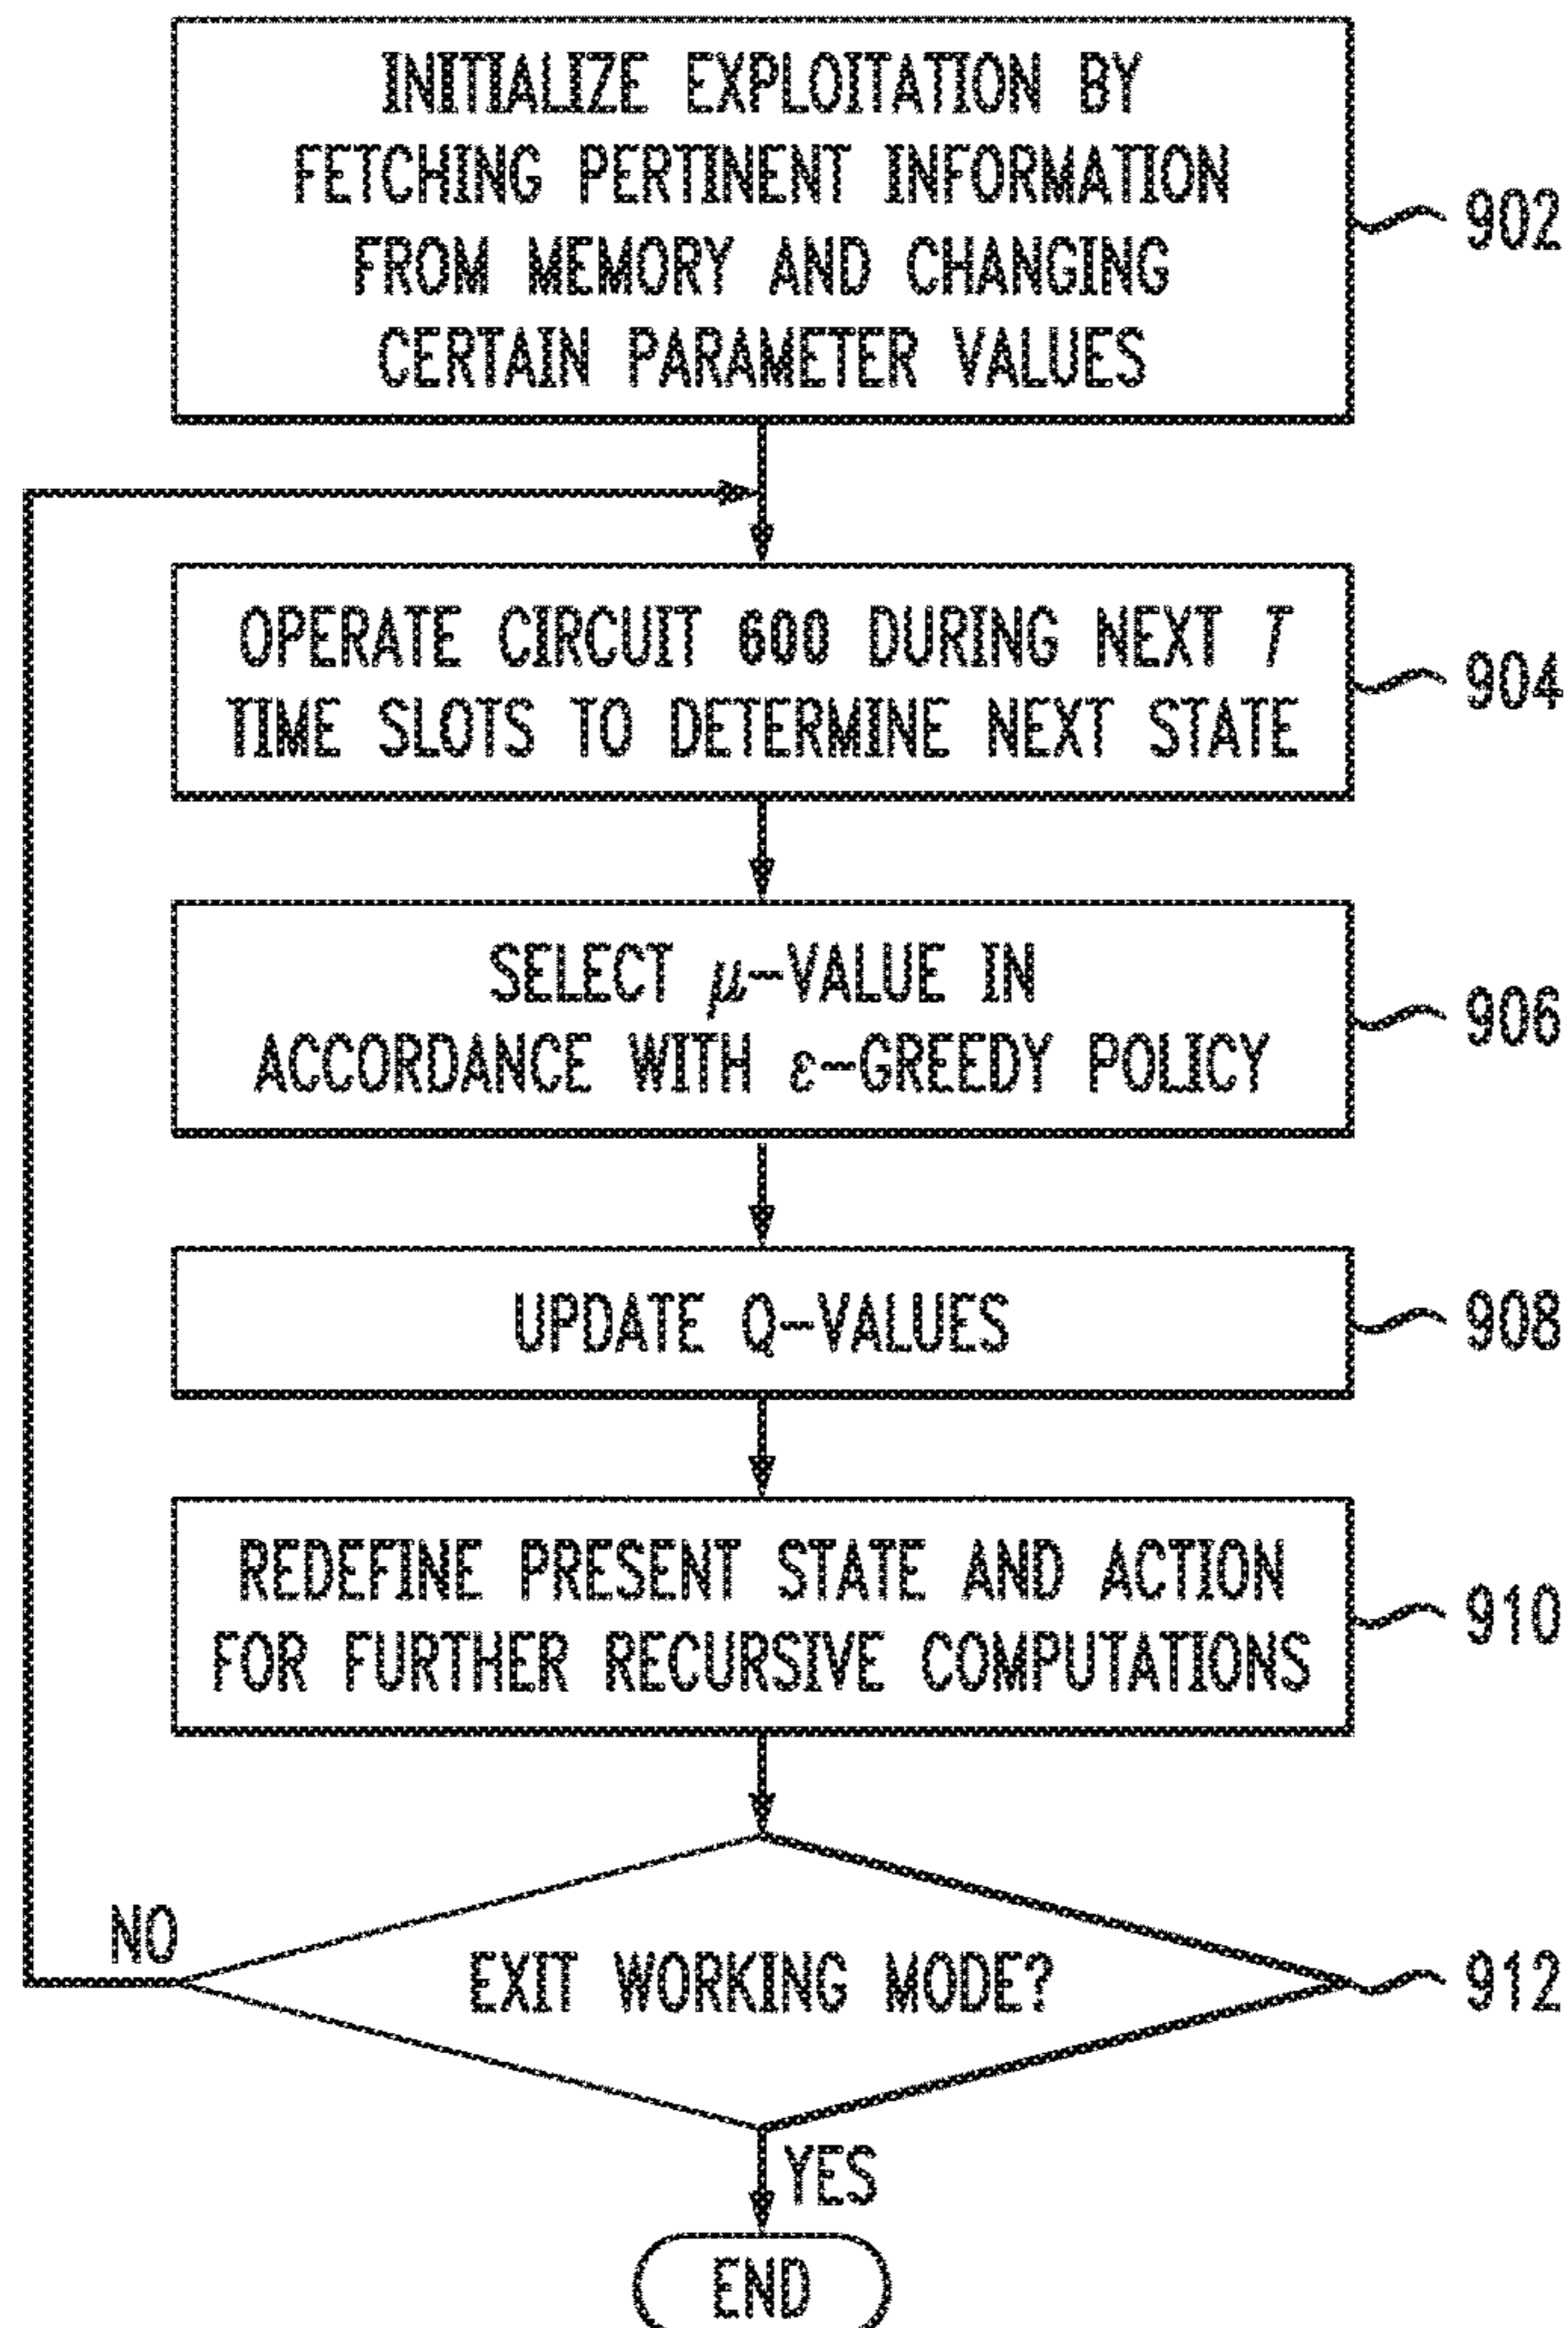 INITIALIZE EXPLOITATION BY
FETCHING PERTINENT INFORMATION
FROM MEMORY AND CHANGING
CERTAIN PARAMETER VALUES
902
OPERATE CIRCUIT 600 DURING NEXT T
TIME SLOTS TO DETERMINE NEXT STATE
904
SELECT μ-VALUE IN
ACCORDANCE WITH ε-GREEDY POLICY
906
UPDATE Q-VALUES
908
REDEFINE PRESENT STATE AND ACTION
FOR FURTHER RECURSIVE COMPUTATIONS
910
NO
EXIT WORKING MODE?
912
YES
END